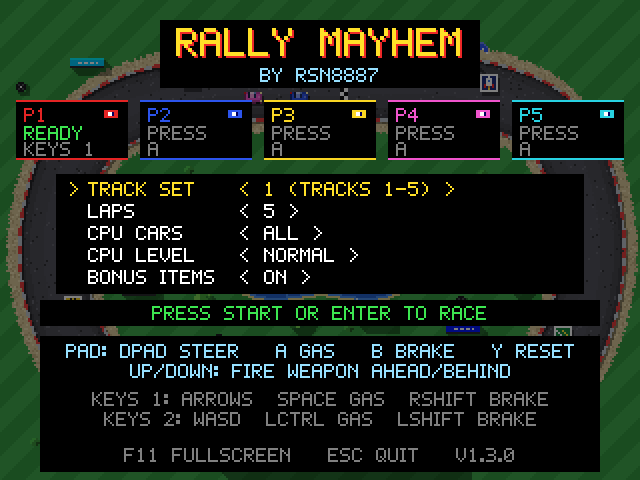 RALLY MAYHEM
BY RSN8887
P1 P2 P3 P4 P5
READY PRESS PRESS PRESS PRESS
KEYS 1 A A A A
> TRACK SET < 1 (TRACKS 1-5) >
LAPS < 5 >
CPU CARS < ALL >
CPU LEVEL < NORMAL >
BONUS ITEMS < ON >
PRESS START OR ENTER TO RACE
PAD: DPAD STEER A GAS B BRAKE Y RESET
UP/DOWN: FIRE WEAPON AHEAD/BEHIND
KEYS 1: ARROWS SPACE GAS RSHIFT BRAKE
KEYS 2: WASD LCTRL GAS LSHIFT BRAKE
F11 FULLSCREEN ESC QUIT V1.3.0